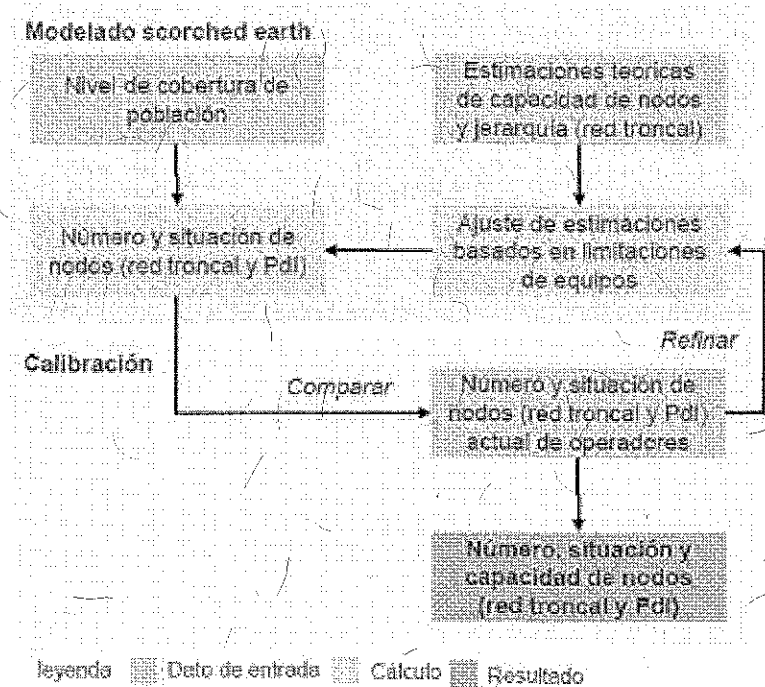 Modelado scorched earth
Nivel de cobertura de
población
Estimaciones teóricas
de capacidad de nodos
y jerarquía (red troncal)
Número y situación de
nodos (red troncal y PdI)
Ajuste de estimaciones
basados en limitaciones
de equipos
Refinar
Calibración
Comparar
Número y situación de
nodos (red troncal y PdI)
actual de operadores
Número, situación y
capacidad de nodos
(red troncal y PdI)
leyenda Dato de entrada Cálculo Resultado